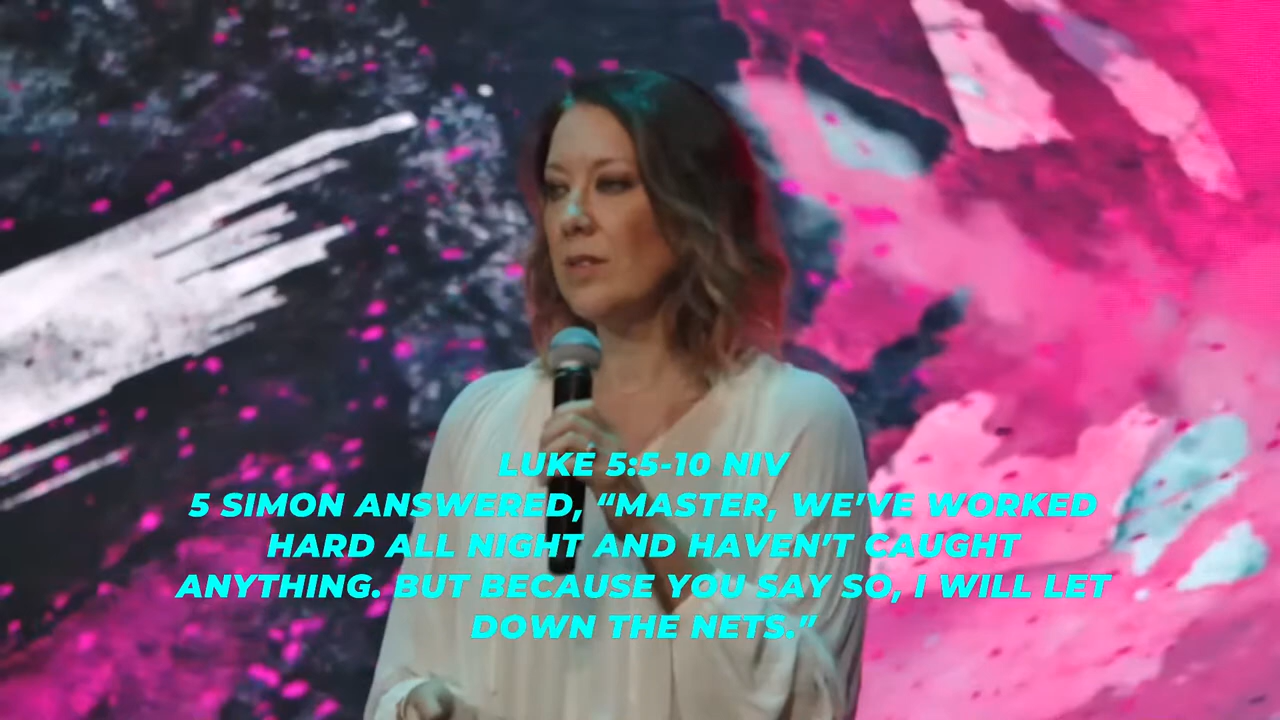 LUKE 5:5-10 NIV
5 SIMON ANSWERED, “MASTER, WE’VE WORKED
HARD ALL NIGHT AND HAVEN’T CAUGHT
ANYTHING. BUT BECAUSE YOU SAY SO, I WILL LET
DOWN THE NETS.”